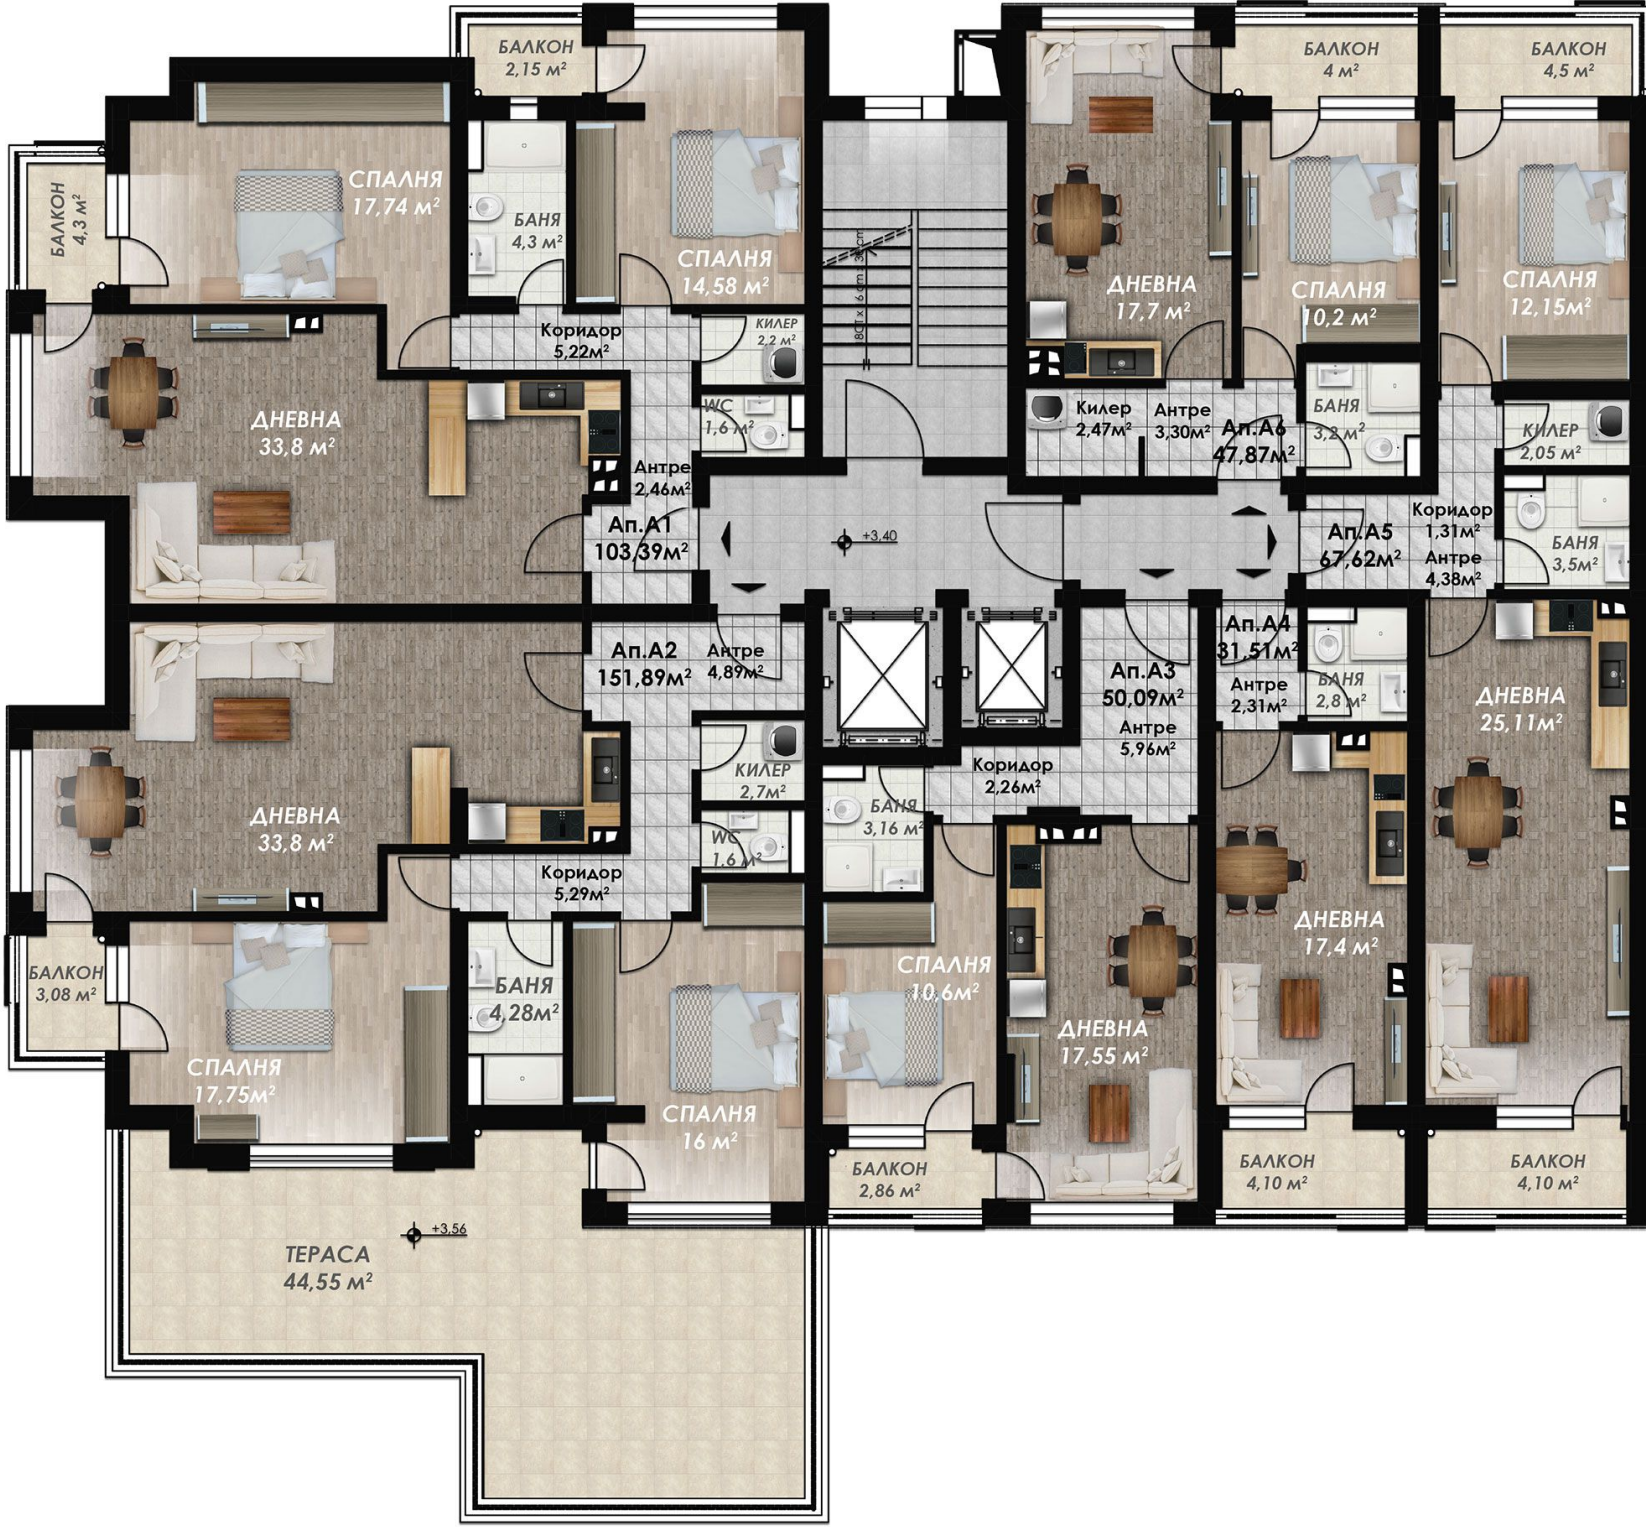 БАЛКОН
2,15 м²
БАЛКОН
4 м²
БАЛКОН
4,5 м²
СПАЛНЯ
17,74 м²
БАЛКОН
4,3 м²
БАНЯ
4,3 м²
СПАЛНЯ
14,58 м²
ДНЕВНА
17,7 м²
СПАЛНЯ
10,2 м²
СПАЛНЯ
12,15м²
Коридор
5,22м²
КИЛЕР
2,2 м²
ДНЕВНА
33,8 м²
WC
1,6 м²
Килер
2,47м²
Антре
3,30м²
Ап.А6
47,87м²
БАНЯ
3,2 м²
КИЛЕР
2,05 м²
Антре
2,46м²
Ап.А1
103,39м²
+3,40
Ап.А5
67,62м²
Коридор
1,31м²
Антре
4,38м²
БАНЯ
3,5м²
Ап.А2
151,89м²
Антре
4,89м²
Ап.А3
50,09м²
Антре
5,96м²
Ап.А4
31,51м²
Антре
2,31м²
БАНЯ
2,8 м²
ДНЕВНА
25,11м²
ДНЕВНА
33,8 м²
КИЛЕР
2,7м²
WC
1,6 м²
Коридор
2,26м²
БАНЯ
3,16 м²
Коридор
5,29м²
ДНЕВНА
17,4 м²
БАЛКОН
3,08 м²
БАНЯ
4,28м²
СПАЛНЯ
10,6м²
ДНЕВНА
17,55 м²
СПАЛНЯ
17,75м²
СПАЛНЯ
16 м²
БАЛКОН
2,86 м²
БАЛКОН
4,10 м²
БАЛКОН
4,10 м²
+3,56
ТЕРАСА
44,55 м²